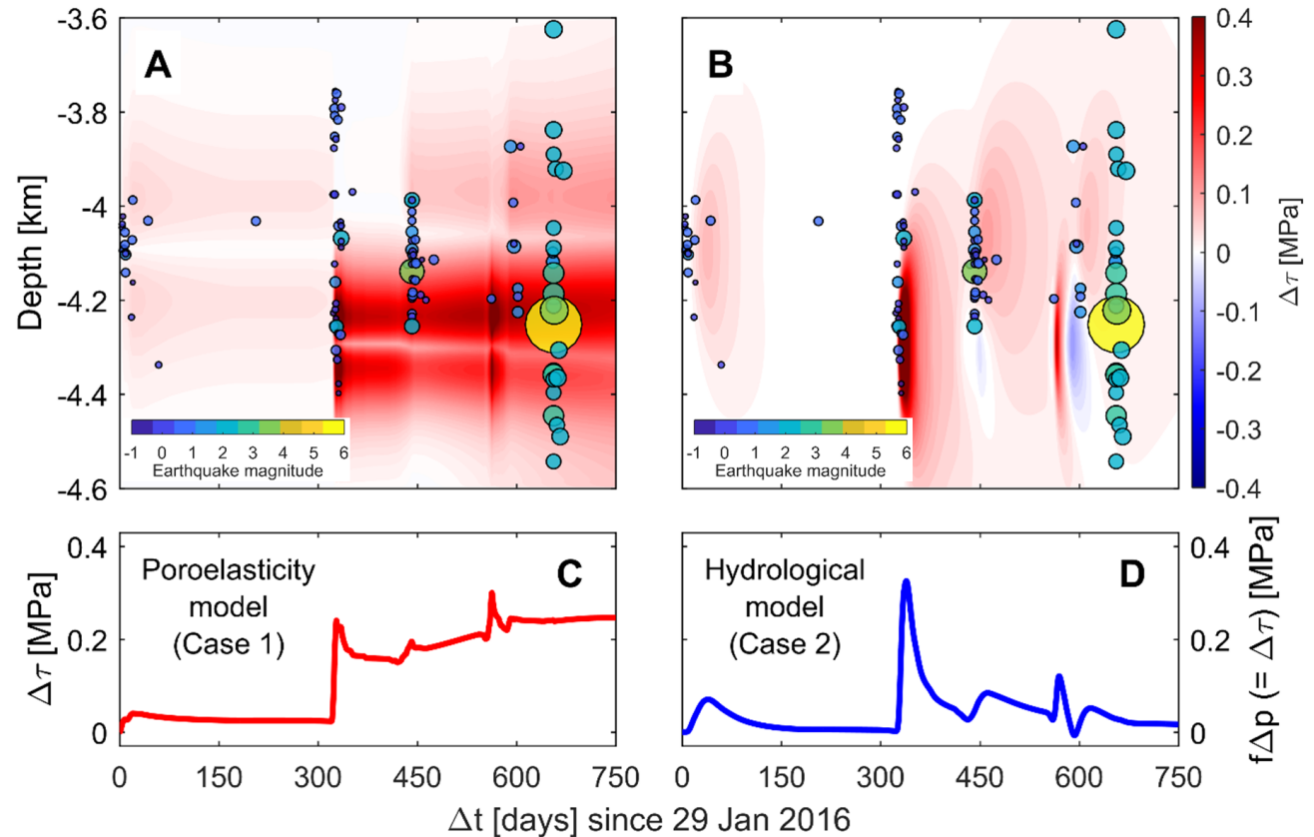 -3.6
-3.8
-4
-4.2
-4.4
-4.6
Depth [km]
A
-1 0 1 2 3 4 5 6
Earthquake magnitude
B
-1 0 1 2 3 4 5 6
Earthquake magnitude
0.4
0.3
0.2
0.1
0
-0.1
-0.2
-0.3
-0.4
Δτ [MPa]
0.4
0.2
0
Δτ [MPa]
Poroelasticity
model
(Case 1)
C
0 150 300 450 600 750
Hydrological
model
(Case 2)
D
0.4
0.2
0
fΔp (= Δτ) [MPa]
0 150 300 450 600 750
Δt [days] since 29 Jan 2016